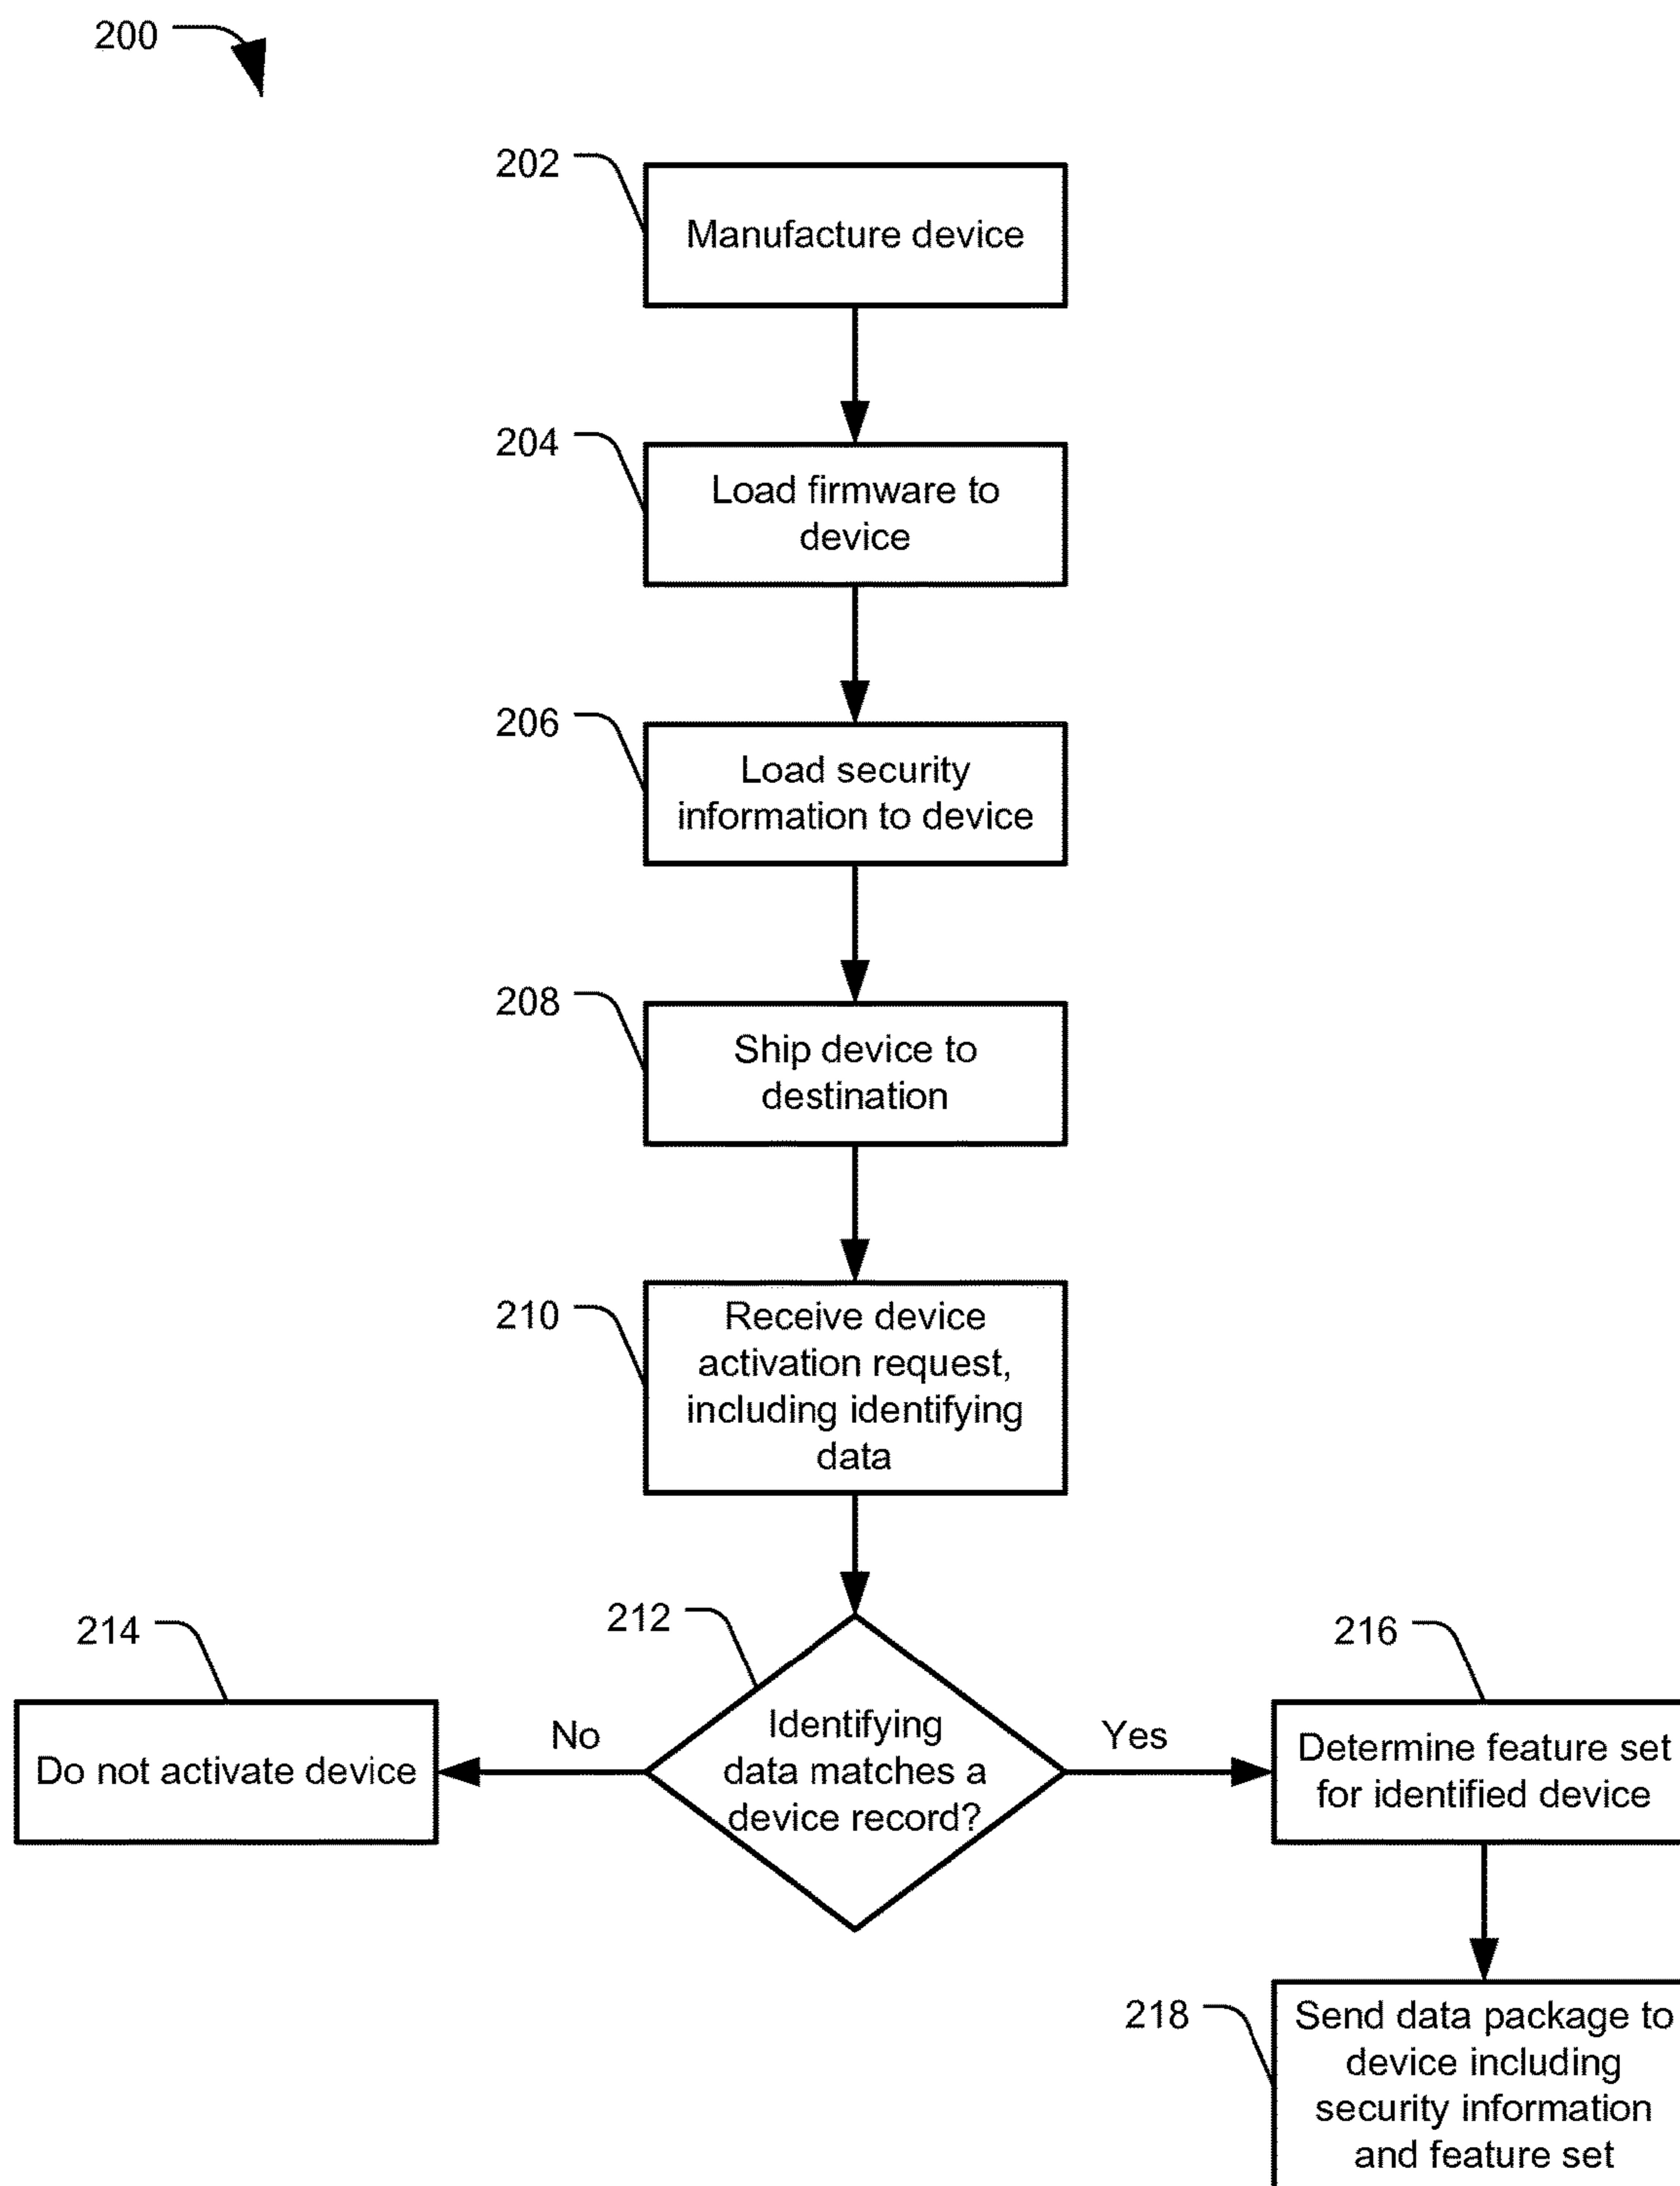 200
202
Manufacture device
204
Load firmware to
device
206
Load security
information to device
208
Ship device to
destination
210
Receive device
activation request,
including identifying
data
212
Identifying
data matches a
device record?
No
Yes
214
Do not activate device
216
Determine feature set
for identified device
218
Send data package to
device including
security information
and feature set